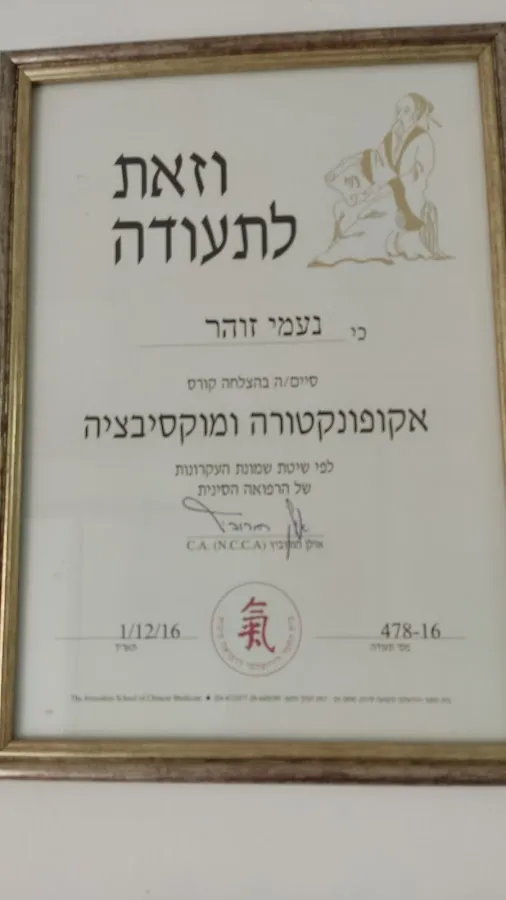 וזאת
לתעודה
כי נעמי זוהר
סיים/ה בהצלחה קורס
אקופונקטורה ומוקסיבציה
לפי שיטת שמונת העקרונות
של הרפואה הסינית
C.A. (N.C.C.A)
氣
1/12/16 478-16
תאריך מס' תעודה
The Jerusalem School of Chinese Medicine